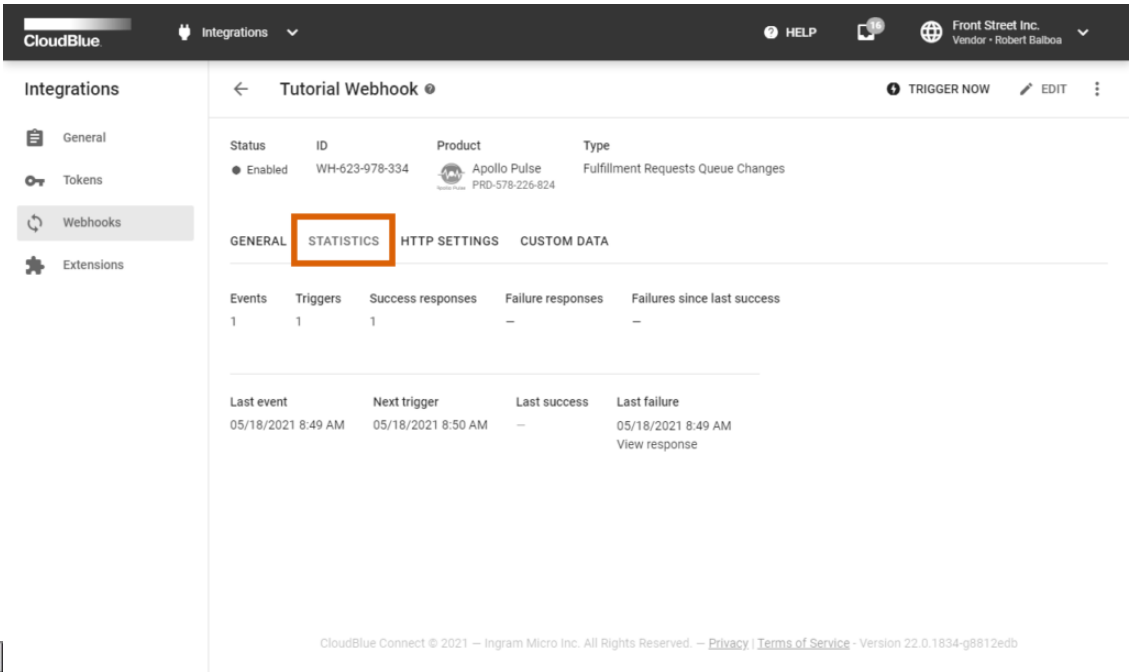 CloudBlue.
Integrations
HELP
16
Front Street Inc.
Vendor • Robert Balboa
Integrations
General
Tokens
Webhooks
Extensions
Tutorial Webhook
TRIGGER NOW
EDIT
Status ID Product Type
Enabled WH-623-978-334 Apollo Pulse Fulfillment Requests Queue Changes
PRD-578-226-824
GENERAL STATISTICS HTTP SETTINGS CUSTOM DATA
Events Triggers Success responses Failure responses Failures since last success
1 1 1 – –
Last event Next trigger Last success Last failure
05/18/2021 8:49 AM 05/18/2021 8:50 AM – 05/18/2021 8:49 AM
View response
CloudBlue Connect © 2021 — Ingram Micro Inc. All Rights Reserved. — Privacy | Terms of Service - Version 22.0.1834-g8812edb